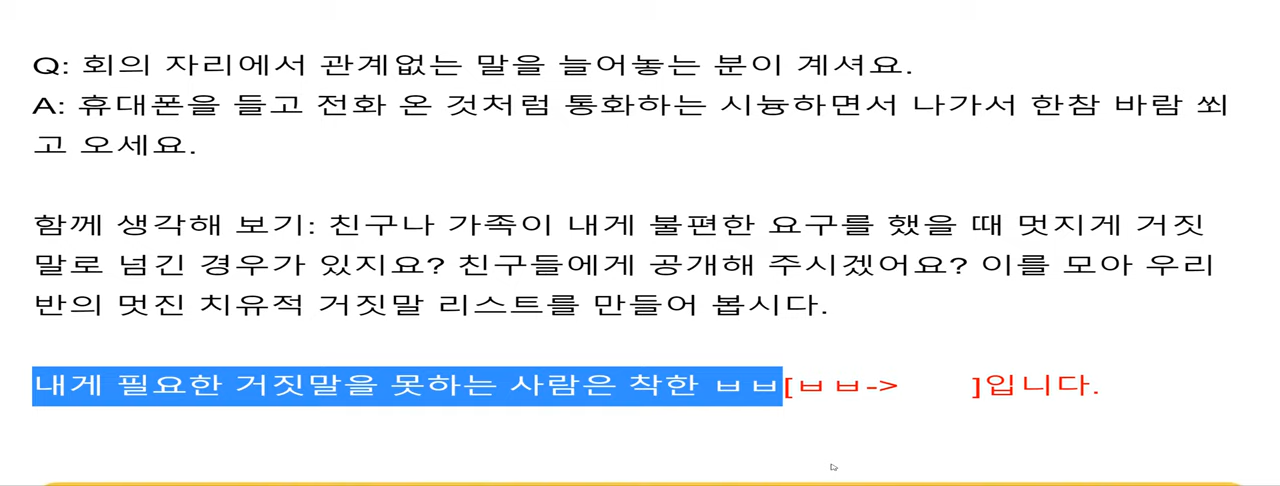 Q: 회의 자리에서 관계없는 말을 늘어놓는 분이 계셔요.
A: 휴대폰을 들고 전화 온 것처럼 통화하는 시늉하면서 나가서 한참 바람 쐬
고 오세요.
함께 생각해 보기: 친구나 가족이 내게 불편한 요구를 했을 때 멋지게 거짓
말로 넘긴 경우가 있지요? 친구들에게 공개해 주시겠어요? 이를 모아 우리
반의 멋진 치유적 거짓말 리스트를 만들어 봅시다.
내게 필요한 거짓말을 못하는 사람은 착한 ㅂㅂ[ㅂㅂ-> ]입니다.